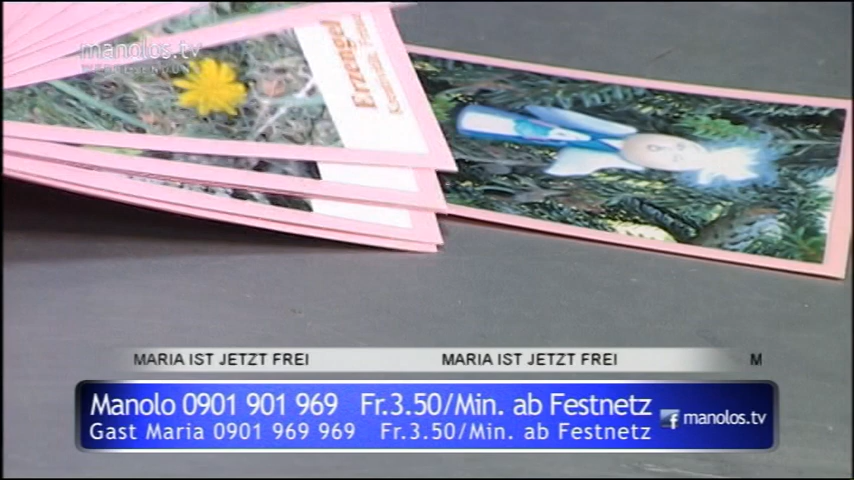 manolos.tv
Erzengel
MARIA IST JETZT FREI MARIA IST JETZT FREI M
Manolo 0901 901 969 Fr.3.50/Min. ab Festnetz
Gast Maria 0901 969 969 Fr.3.50/Min. ab Festnetz
f manolos.tv